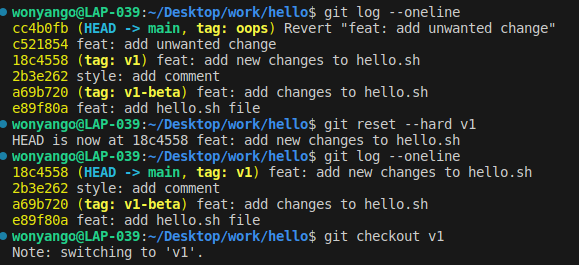 wonyango@LAP-039:~/Desktop/work/hello$ git log --oneline
cc4b0fb (HEAD -> main, tag: oops) Revert "feat: add unwanted change"
c521854 feat: add unwanted change
18c4558 (tag: v1) feat: add new changes to hello.sh
2b3e262 style: add comment
a69b720 (tag: v1-beta) feat: add changes to hello.sh
e89f80a feat: add hello.sh file
wonyango@LAP-039:~/Desktop/work/hello$ git reset --hard v1
HEAD is now at 18c4558 feat: add new changes to hello.sh
wonyango@LAP-039:~/Desktop/work/hello$ git log --oneline
18c4558 (HEAD -> main, tag: v1) feat: add new changes to hello.sh
2b3e262 style: add comment
a69b720 (tag: v1-beta) feat: add changes to hello.sh
e89f80a feat: add hello.sh file
wonyango@LAP-039:~/Desktop/work/hello$ git checkout v1
Note: switching to 'v1'.